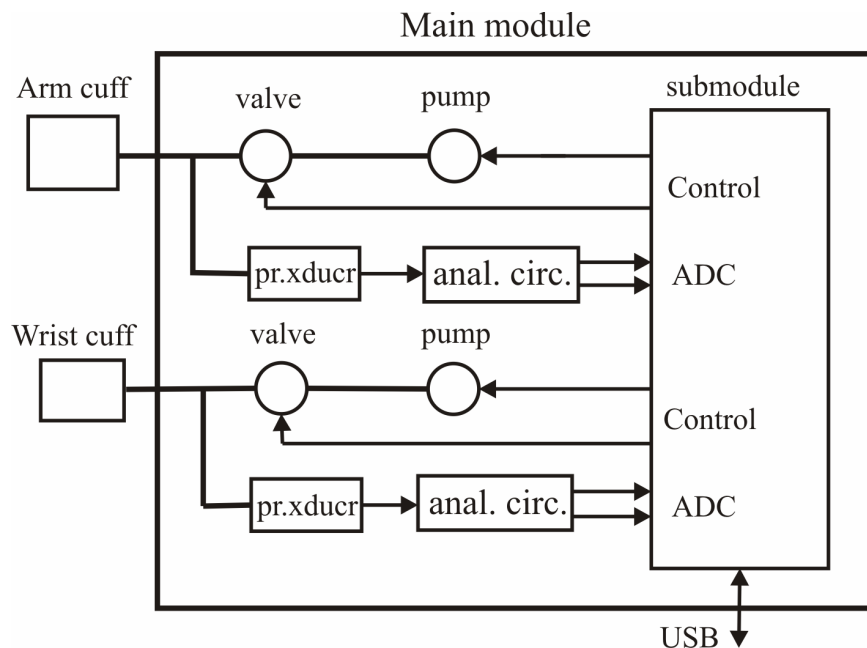 Main module
Arm cuff
valve
pump
submodule
Control
pr.xducr
anal. circ.
ADC
Wrist cuff
valve
pump
Control
pr.xducr
anal. circ.
ADC
USB